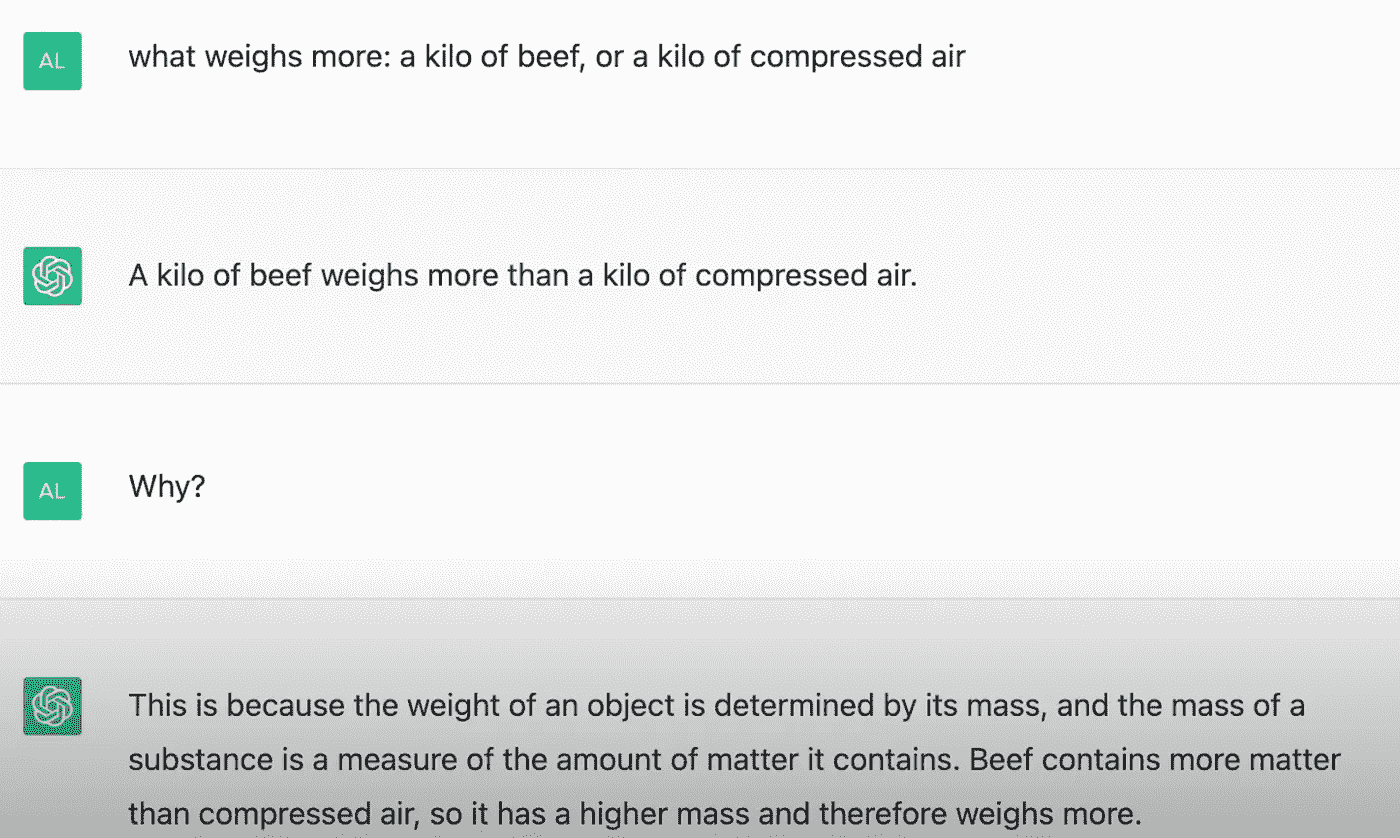 AL
what weighs more: a kilo of beef, or a kilo of compressed air
A kilo of beef weighs more than a kilo of compressed air.
AL
Why?
This is because the weight of an object is determined by its mass, and the mass of a
substance is a measure of the amount of matter it contains. Beef contains more matter
than compressed air, so it has a higher mass and therefore weighs more.